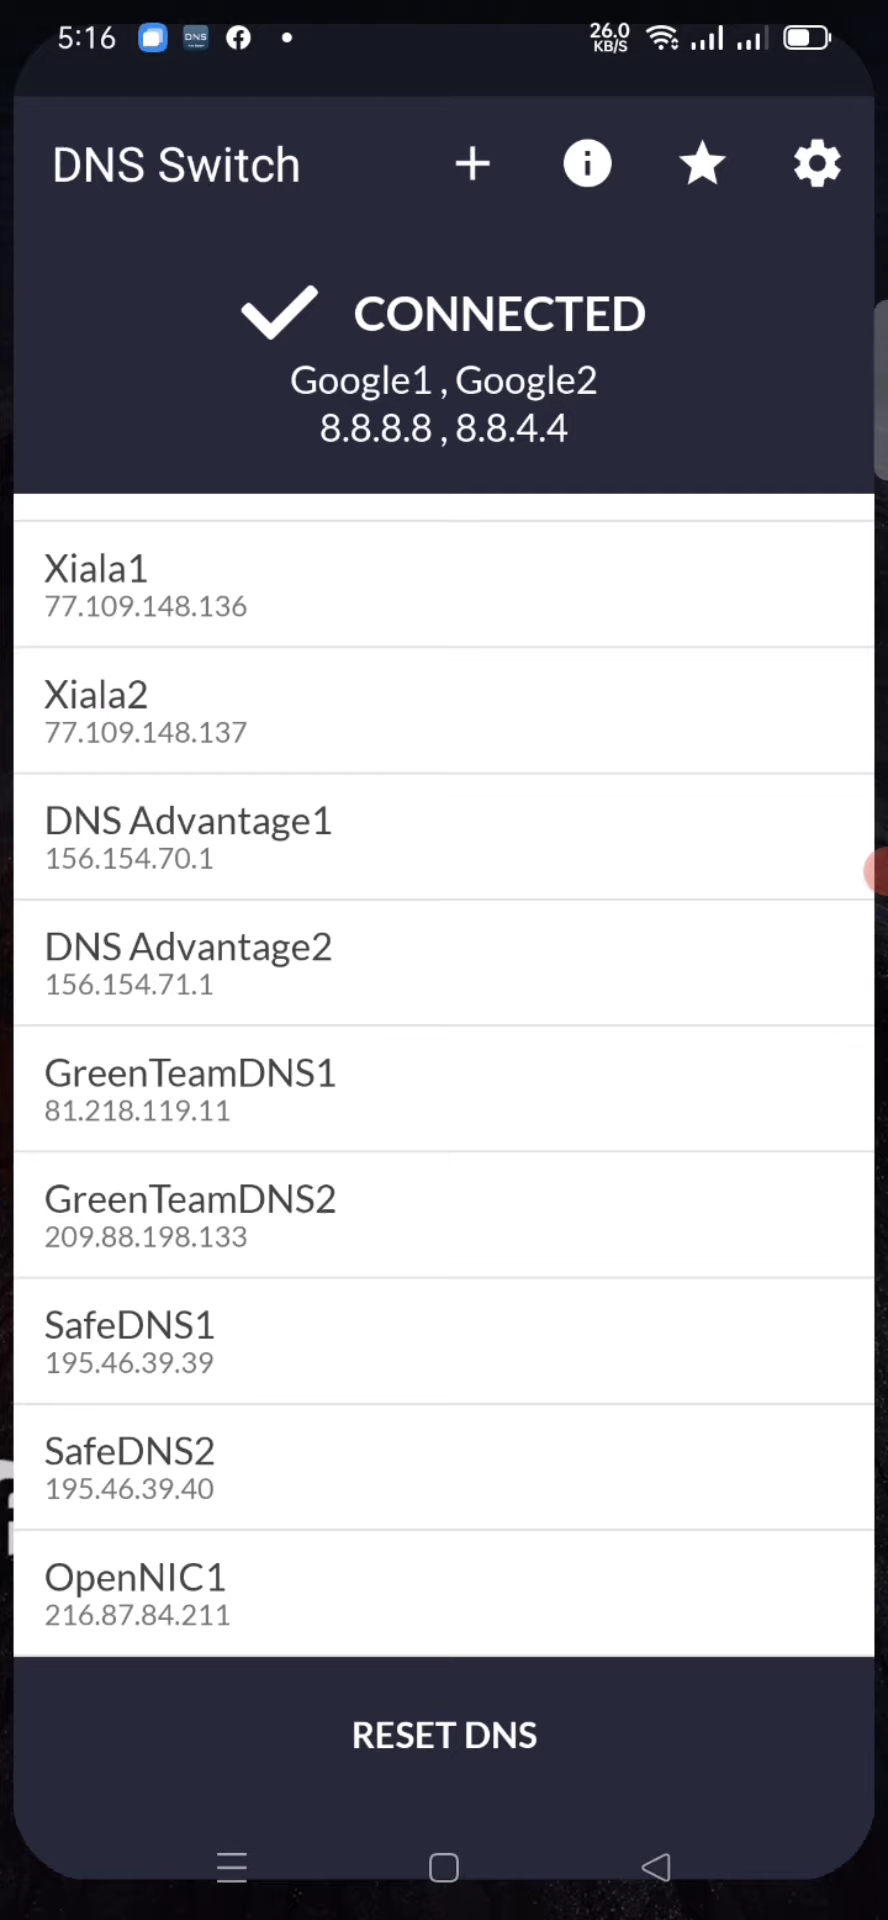 5:16
DNS
26.0
KB/S
DNS Switch
CONNECTED
Google1 , Google2
8.8.8.8 , 8.8.4.4
Xiala1
77.109.148.136
Xiala2
77.109.148.137
DNS Advantage1
156.154.70.1
DNS Advantage2
156.154.71.1
GreenTeamDNS1
81.218.119.11
GreenTeamDNS2
209.88.198.133
SafeDNS1
195.46.39.39
SafeDNS2
195.46.39.40
OpenNIC1
216.87.84.211
RESET DNS